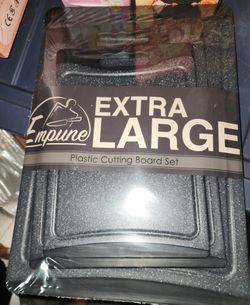 Empune
EXTRA
LARGE
Plastic Cutting Board Set